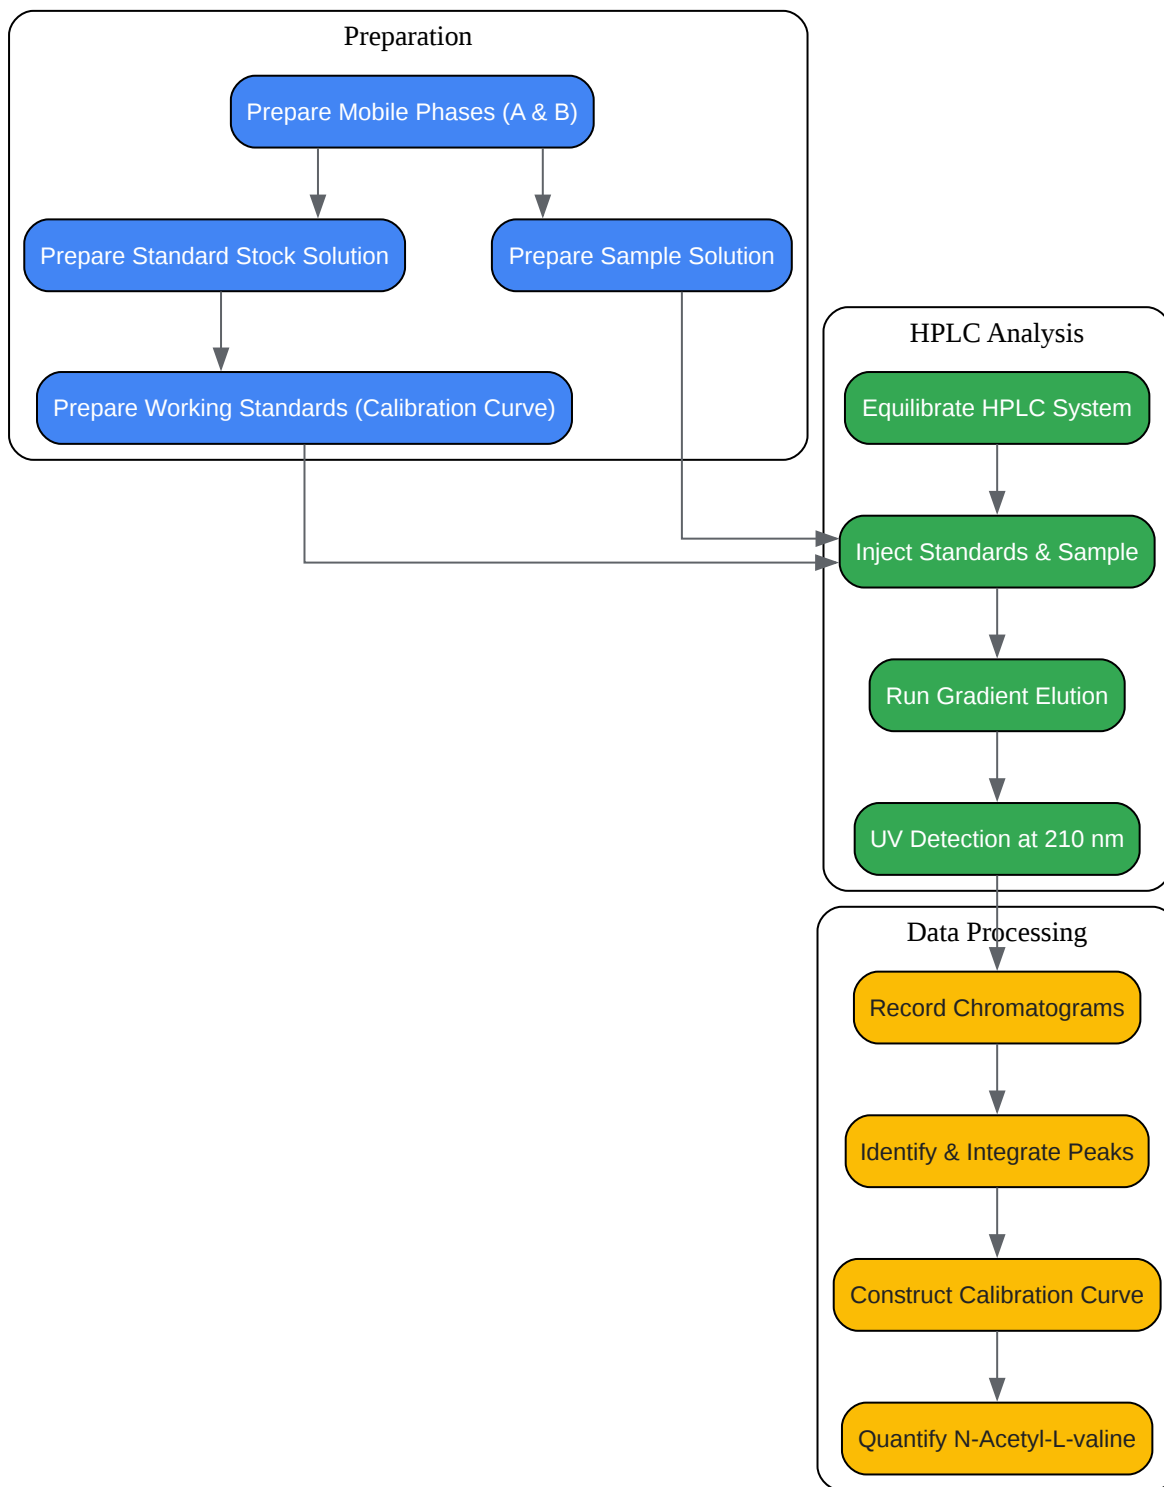 Preparation
Prepare Mobile Phases (A & B)
Prepare Standard Stock Solution
Prepare Sample Solution
Prepare Working Standards (Calibration Curve)
HPLC Analysis
Equilibrate HPLC System
Inject Standards & Sample
Run Gradient Elution
UV Detection at 210 nm
Data Processing
Record Chromatograms
Identify & Integrate Peaks
Construct Calibration Curve
Quantify N-Acetyl-L-valine